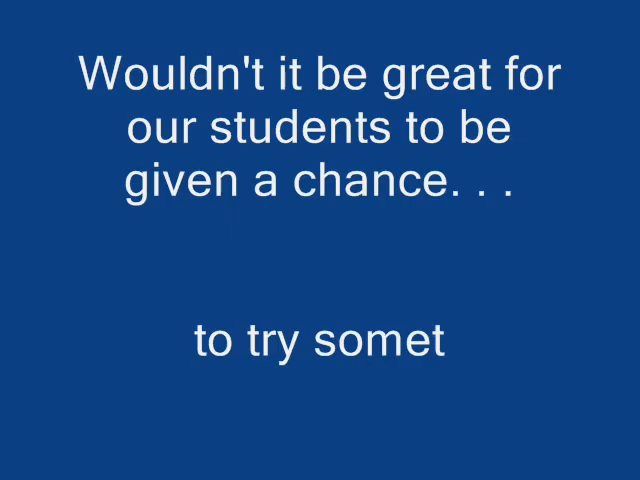 Wouldn't it be great for
our students to be
given a chance. . .
to try somet